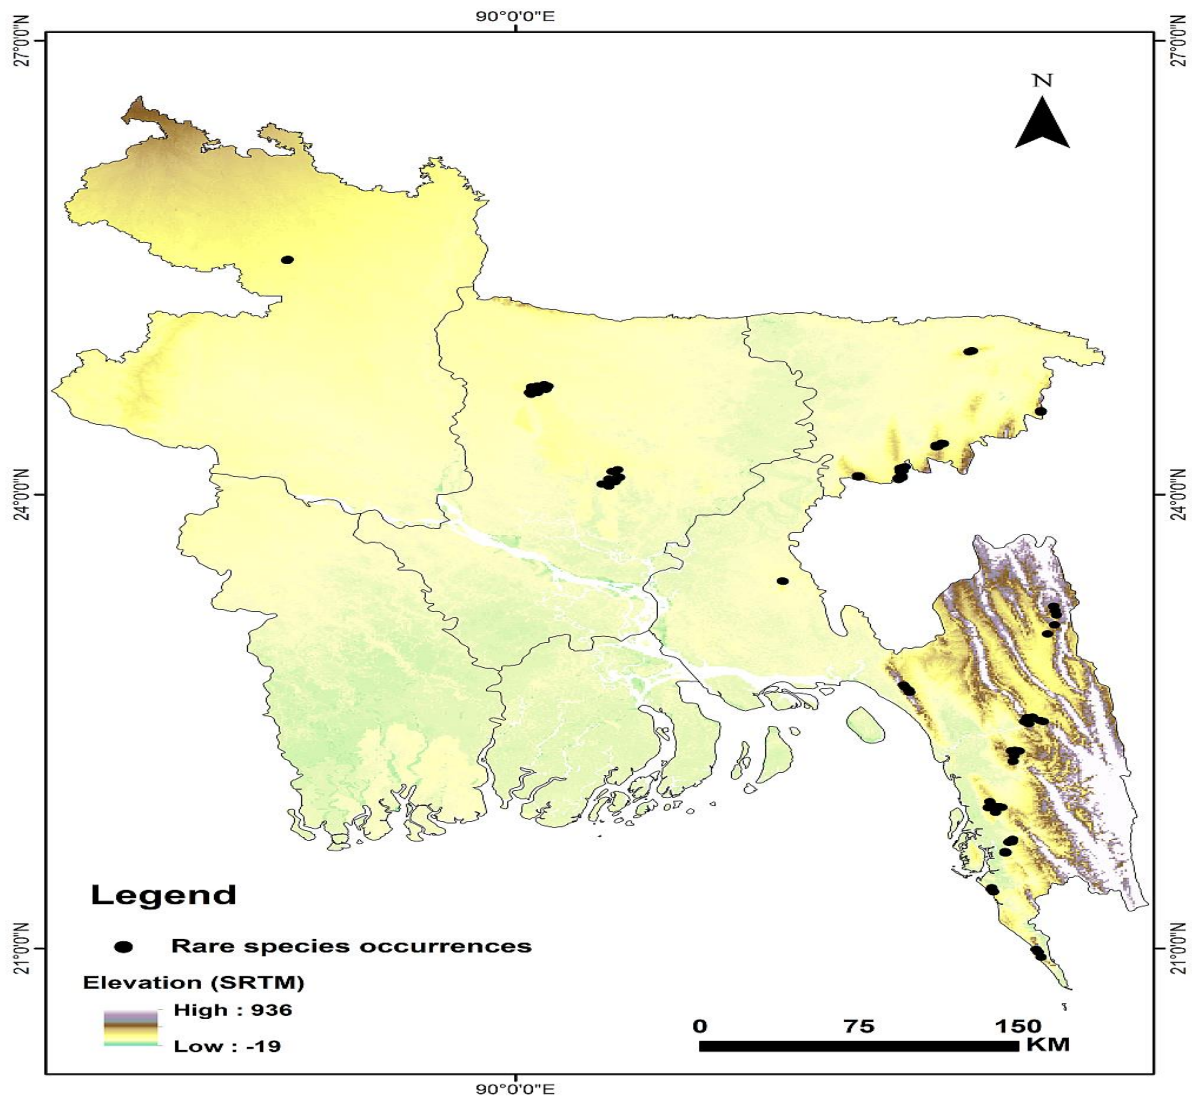 90°0'0"E
27°0'0"N
27°0'0"N
N
24°0'0"N
24°0'0"N
Legend
Rare species occurrences
21°0'0"N
21°0'0"N
Elevation (SRTM)
High : 936
Low : -19
0 75 150
KM
90°0'0"E